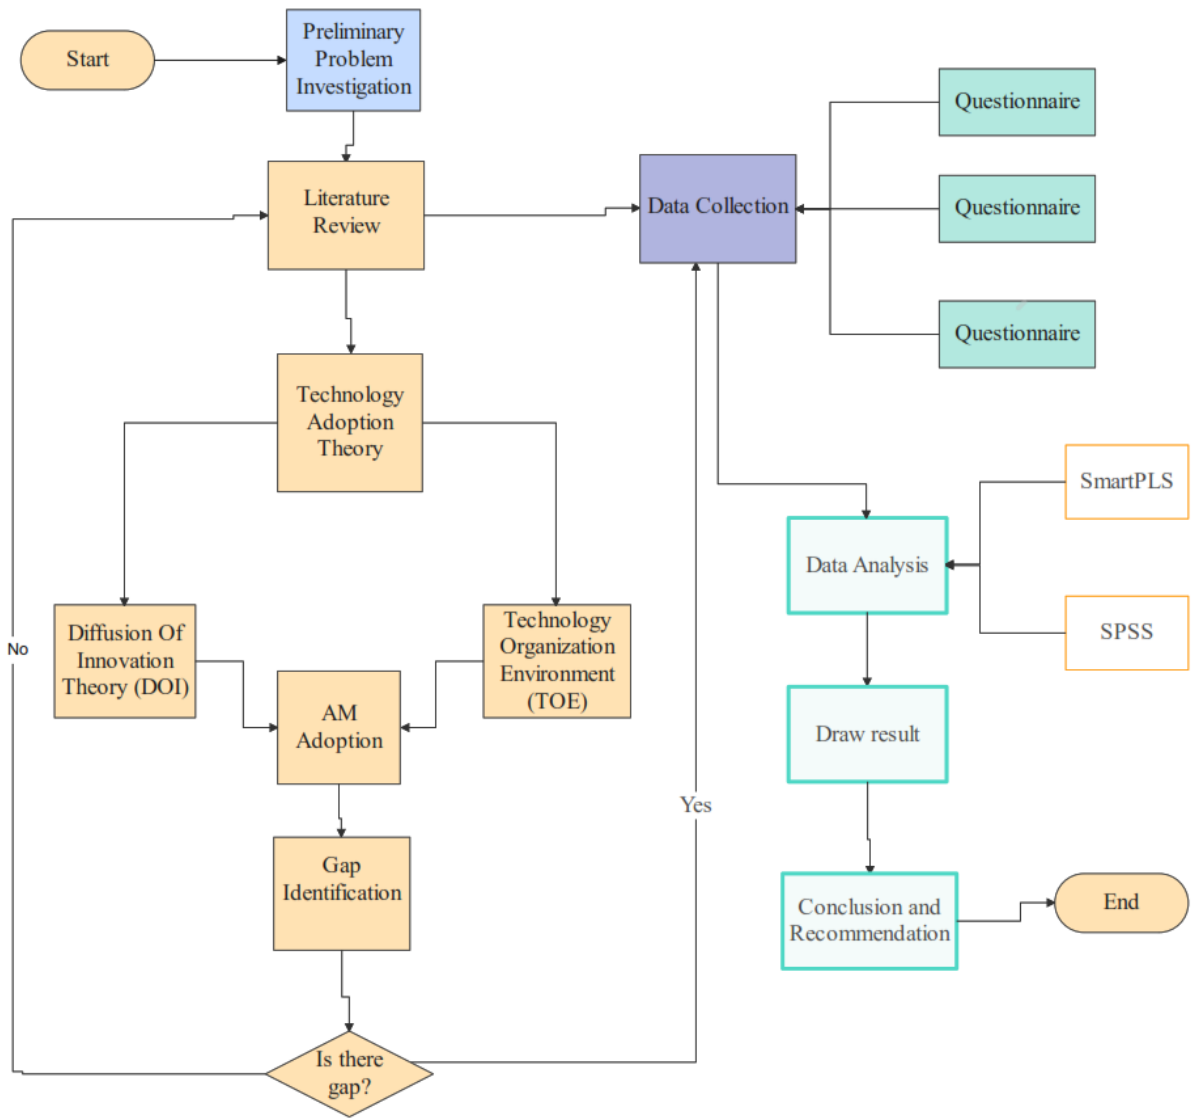 Start
Preliminary
Problem
Investigation
Literature
Review
Data Collection
Questionnaire
Questionnaire
Questionnaire
Technology
Adoption
Theory
Diffusion Of
Innovation
Theory (DOI)
Technology
Organization
Environment
(TOE)
AM
Adoption
Gap
Identification
Is there
gap?
No
Yes
SmartPLS
SPSS
Data Analysis
Draw result
Conclusion and
Recommendation
End